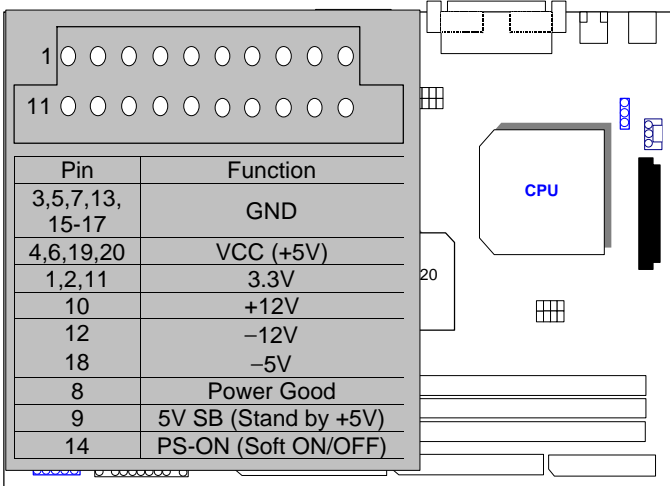 1
11
Pin Function
3,5,7,13,
15-17
GND
4,6,19,20 VCC (+5V)
1,2,11 3.3V
10 +12V
12 −12V
18 −5V
8 Power Good
9 5V SB (Stand by +5V)
14 PS-ON (Soft ON/OFF)
CPU
20